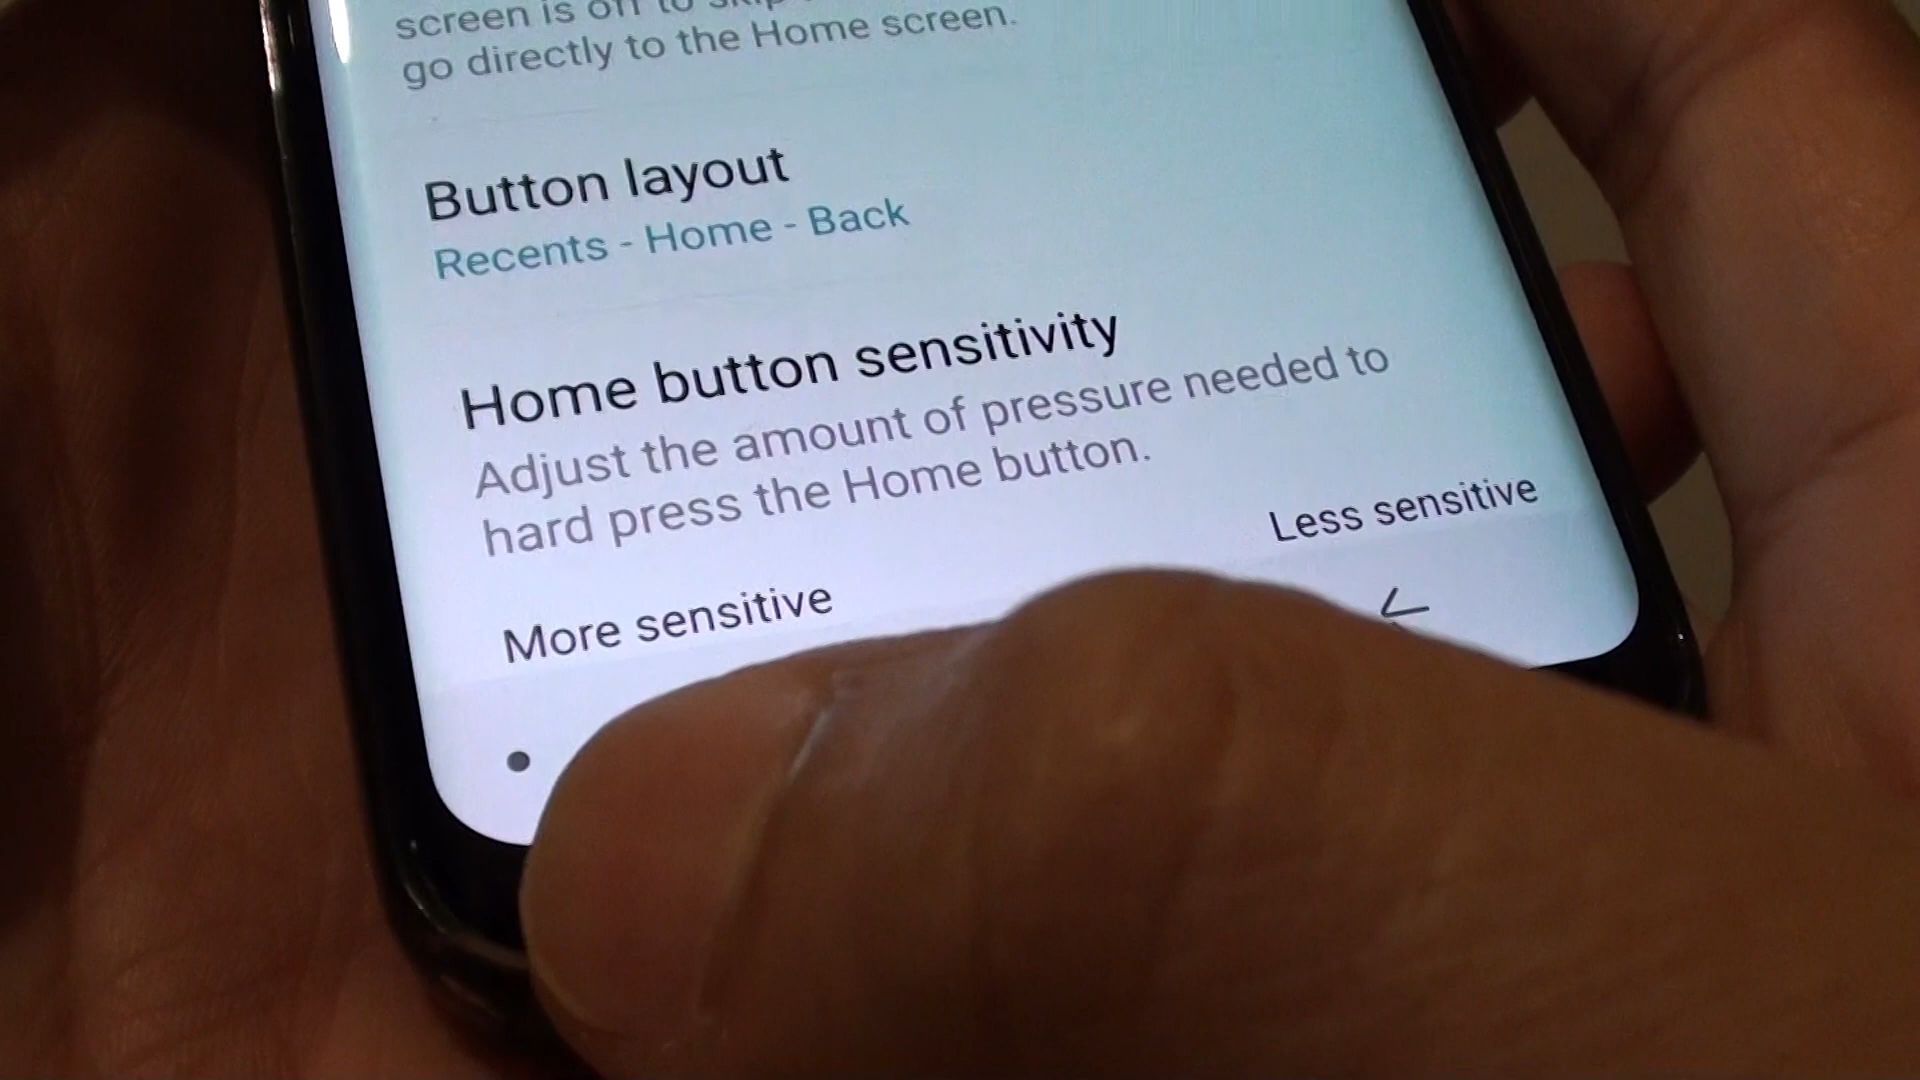 screen is off to skip
go directly to the Home screen.
Button layout
Recents - Home - Back
Home button sensitivity
Adjust the amount of pressure needed to
hard press the Home button.
Less sensitive
More sensitive